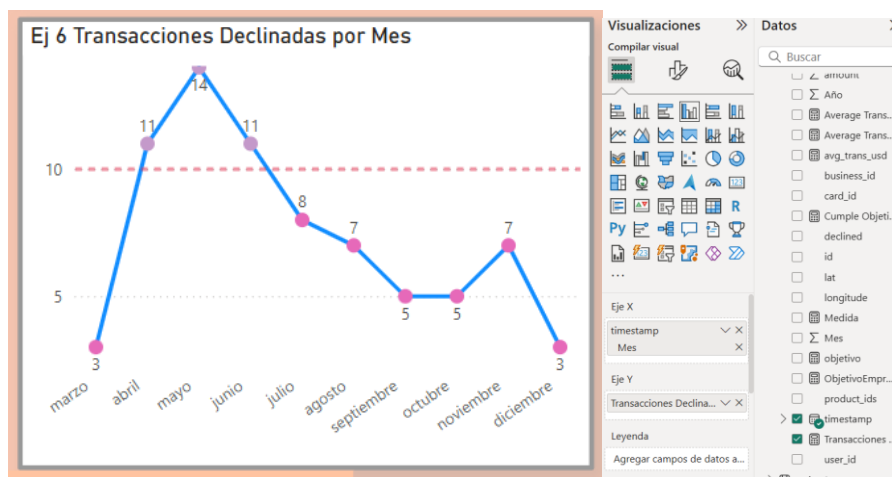 Ej 6 Transacciones Declinadas por Mes
14
11
11
10
8
7
7
5
5
5
3
3
marzo
abril
mayo
junio
julio
agosto
septiembre
octubre
noviembre
diciembre
Visualizaciones
Compilar visual
123
R
Py
...
Eje X
timestamp
Mes
Eje Y
Transacciones Declina...
Leyenda
Agregar campos de datos a...
Datos
Buscar
amount
Año
Average Trans...
Average Trans...
avg_trans_usd
business_id
card_id
Cumple Objeti...
declined
id
lat
longitude
Medida
Mes
objetivo
ObjetivoEmpr...
product_ids
timestamp
Transacciones ...
user_id